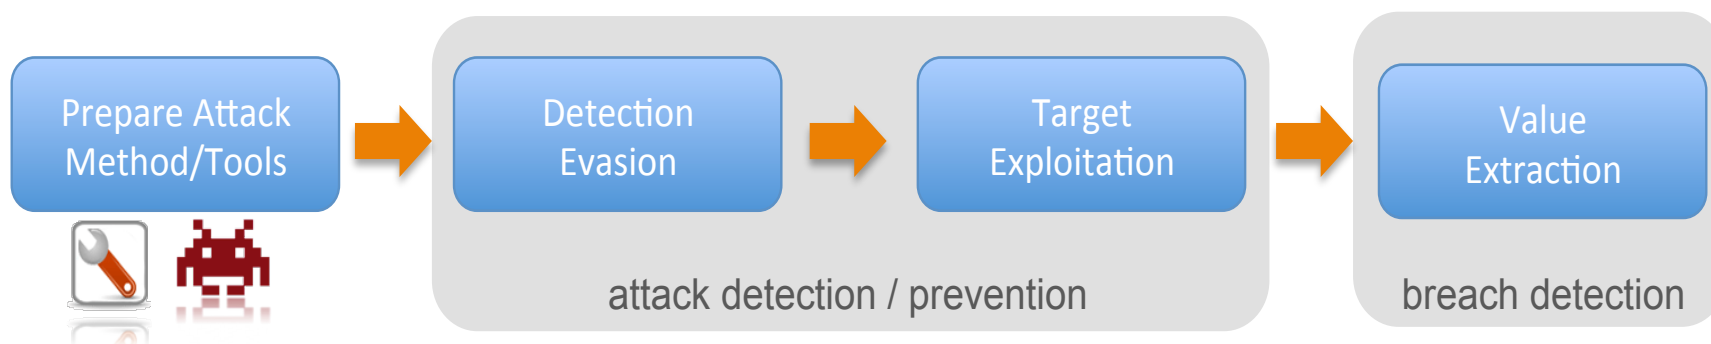 Prepare Attack
Method/Tools
Detection
Evasion
Target
Exploitation
Value
Extraction
attack detection / prevention
breach detection